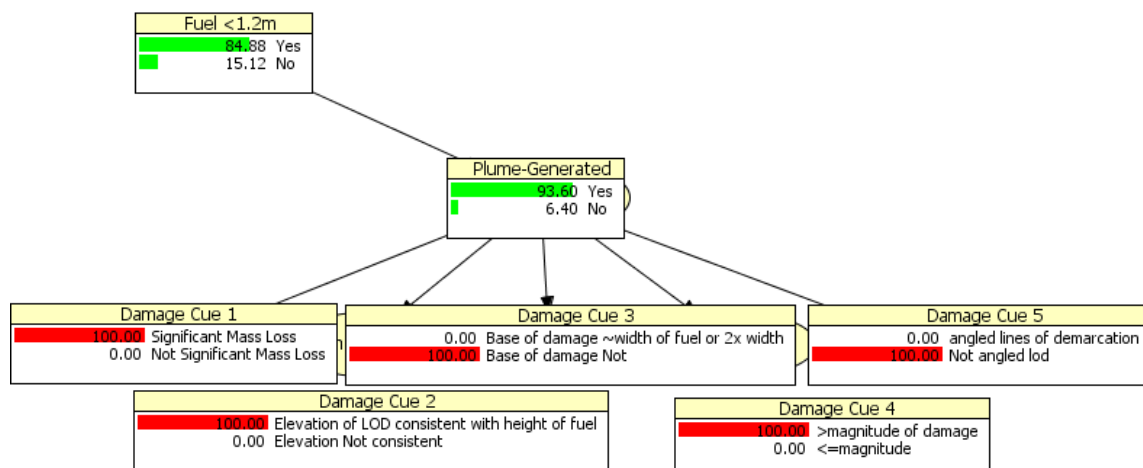 Fuel <1.2m
84.88 Yes
15.12 No
Plume-Generated
93.60 Yes
6.40 No
Damage Cue 1
100.00 Significant Mass Loss
0.00 Not Significant Mass Loss
Damage Cue 3
0.00 Base of damage ~width of fuel or 2x width
100.00 Base of damage Not
Damage Cue 5
0.00 angled lines of demarcation
100.00 Not angled lod
Damage Cue 2
100.00 Elevation of LOD consistent with height of fuel
0.00 Elevation Not consistent
Damage Cue 4
100.00 >magnitude of damage
0.00 <=magnitude